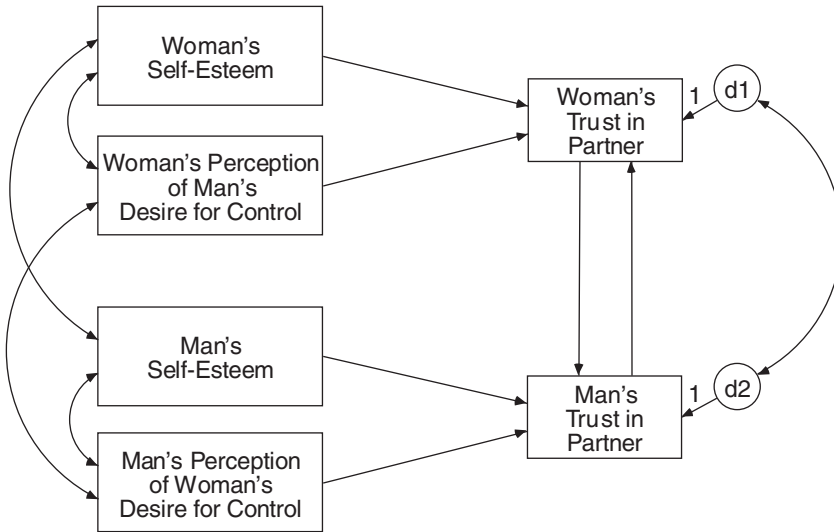 Woman's
Self-Esteem
Woman's Perception
of Man's
Desire for Control
Man's
Self-Esteem
Man's Perception
of Woman's
Desire for Control
Woman's
Trust in
Partner
1
d1
Man's
Trust in
Partner
1
d2